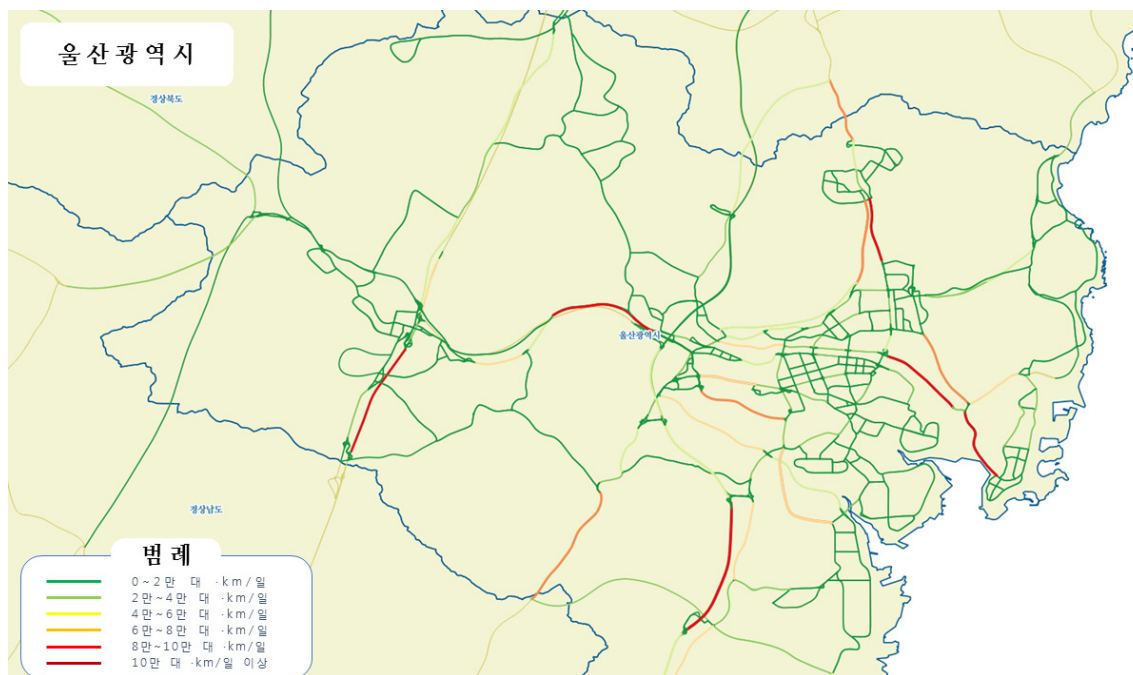 울산광역시
경상북도
울산광역시
경상남도
범례
0~2만 대 ·km/일
2만~4만 대 ·km/일
4만~6만 대 ·km/일
6만~8만 대 ·km/일
8만~10만 대 ·km/일
10만 대 ·km/일 이상